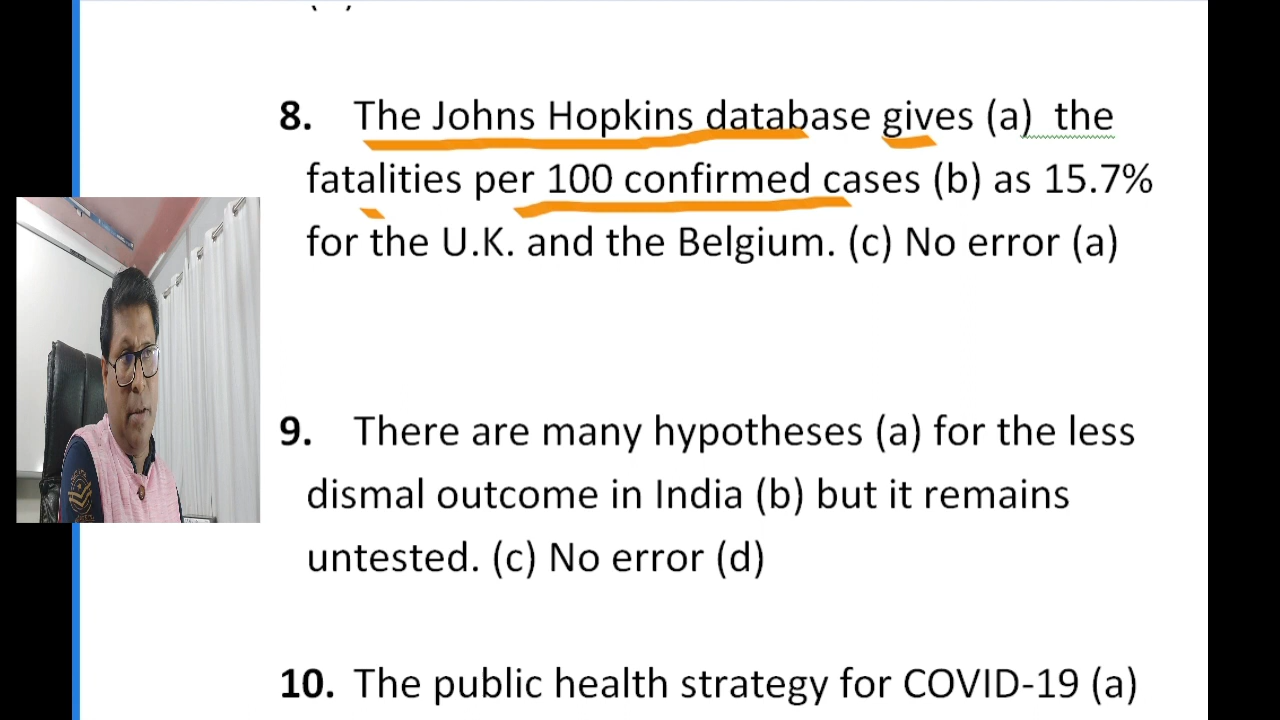 8. The Johns Hopkins database gives (a) the
fatalities per 100 confirmed cases (b) as 15.7%
for the U.K. and the Belgium. (c) No error (a)
9. There are many hypotheses (a) for the less
dismal outcome in India (b) but it remains
untested. (c) No error (d)
10. The public health strategy for COVID-19 (a)